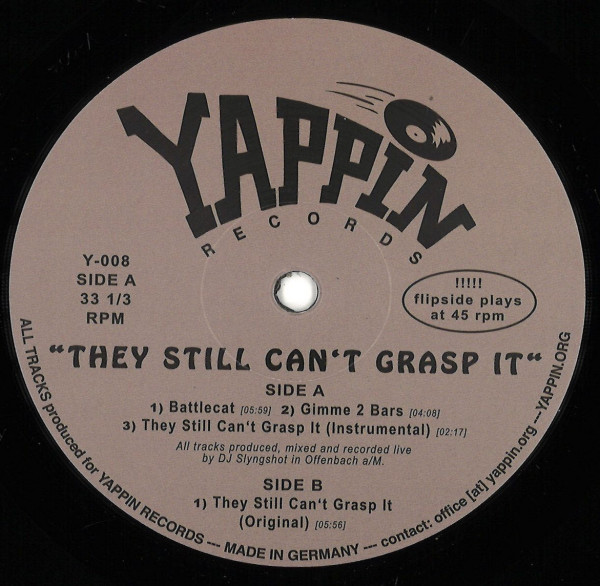 YAPPIN
RECORDS
Y-008
SIDE A
33 1/3
RPM
!!!!!
flipside plays
at 45 rpm
“THEY STILL CAN‘T GRASP IT“
SIDE A
1) Battlecat [05:59] 2) Gimme 2 Bars [04:08]
3) They Still Can‘t Grasp It (Instrumental) [02:17]
All tracks produced, mixed and recorded live
by DJ Slyngshot in Offenbach a/M.
SIDE B
1) They Still Can‘t Grasp It
(Original) [05:56]
ALL TRACKS produced for YAPPIN RECORDS --- MADE IN GERMANY --- contact: office [at] yappin.org ---YAPPIN.ORG